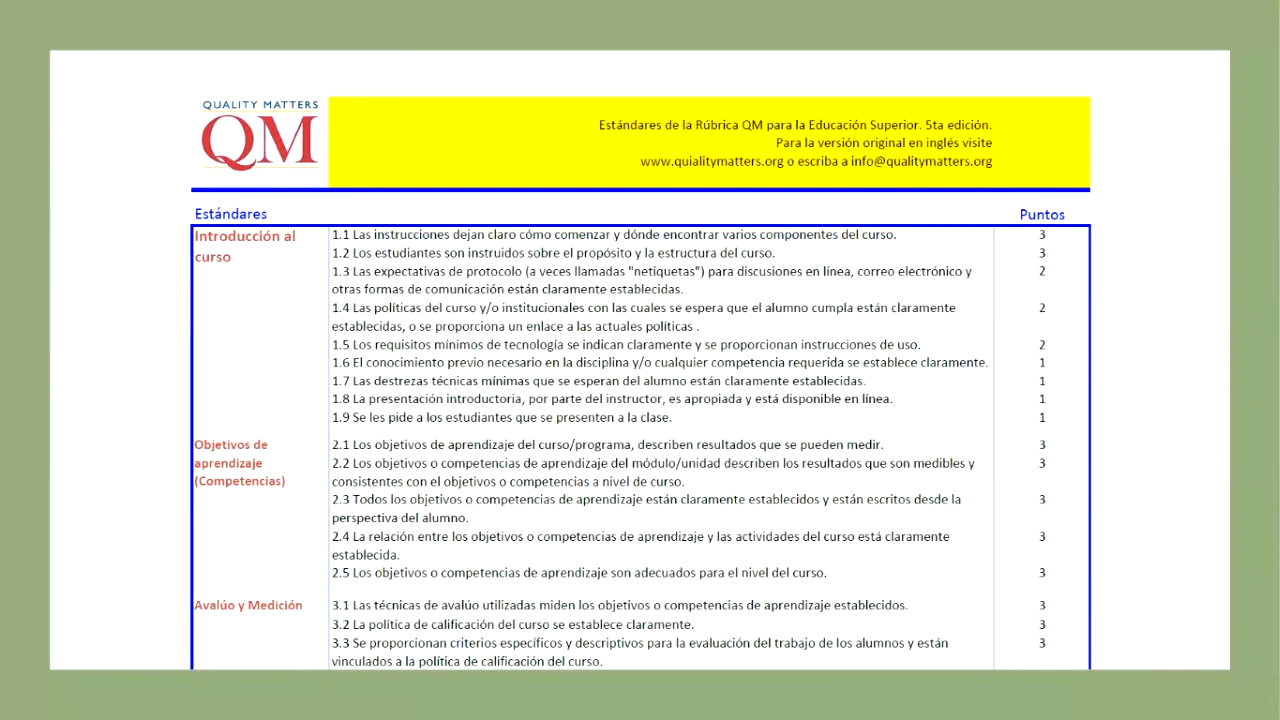 QUALITY MATTERS
QM
Estándares de la Rúbrica QM para la Educación Superior. 5ta edición.
Para la versión original en inglés visite
www.quialitymatters.org o escriba a info@qualitymatters.org
Estándares Puntos
Introducción al curso
1.1 Las instrucciones dejan claro cómo comenzar y dónde encontrar varios componentes del curso. 3
1.2 Los estudiantes son instruidos sobre el propósito y la estructura del curso. 3
1.3 Las expectativas de protocolo (a veces llamadas "netiquetas") para discusiones en línea, correo electrónico y 2
otras formas de comunicación están claramente establecidas.
1.4 Las políticas del curso y/o institucionales con las cuales se espera que el alumno cumpla están claramente 2
establecidas, o se proporciona un enlace a las actuales políticas .
1.5 Los requisitos mínimos de tecnología se indican claramente y se proporcionan instrucciones de uso. 2
1.6 El conocimiento previo necesario en la disciplina y/o cualquier competencia requerida se establece claramente. 1
1.7 Las destrezas técnicas mínimas que se esperan del alumno están claramente establecidas. 1
1.8 La presentación introductoria, por parte del instructor, es apropiada y está disponible en línea. 1
1.9 Se les pide a los estudiantes que se presenten a la clase. 1
Objetivos de
aprendizaje
(Competencias)
2.1 Los objetivos de aprendizaje del curso/programa, describen resultados que se pueden medir. 3
2.2 Los objetivos o competencias de aprendizaje del módulo/unidad describen los resultados que son medibles y 3
consistentes con el objetivos o competencias a nivel de curso.
2.3 Todos los objetivos o competencias de aprendizaje están claramente establecidos y están escritos desde la 3
perspectiva del alumno.
2.4 La relación entre los objetivos o competencias de aprendizaje y las actividades del curso está claramente 3
establecida.
2.5 Los objetivos o competencias de aprendizaje son adecuados para el nivel del curso. 3
Avalúo y Medición
3.1 Las técnicas de avalúo utilizadas miden los objetivos o competencias de aprendizaje establecidos. 3
3.2 La política de calificación del curso se establece claramente. 3
3.3 Se proporcionan criterios específicos y descriptivos para la evaluación del trabajo de los alumnos y están 3
vinculados a la política de calificación del curso.